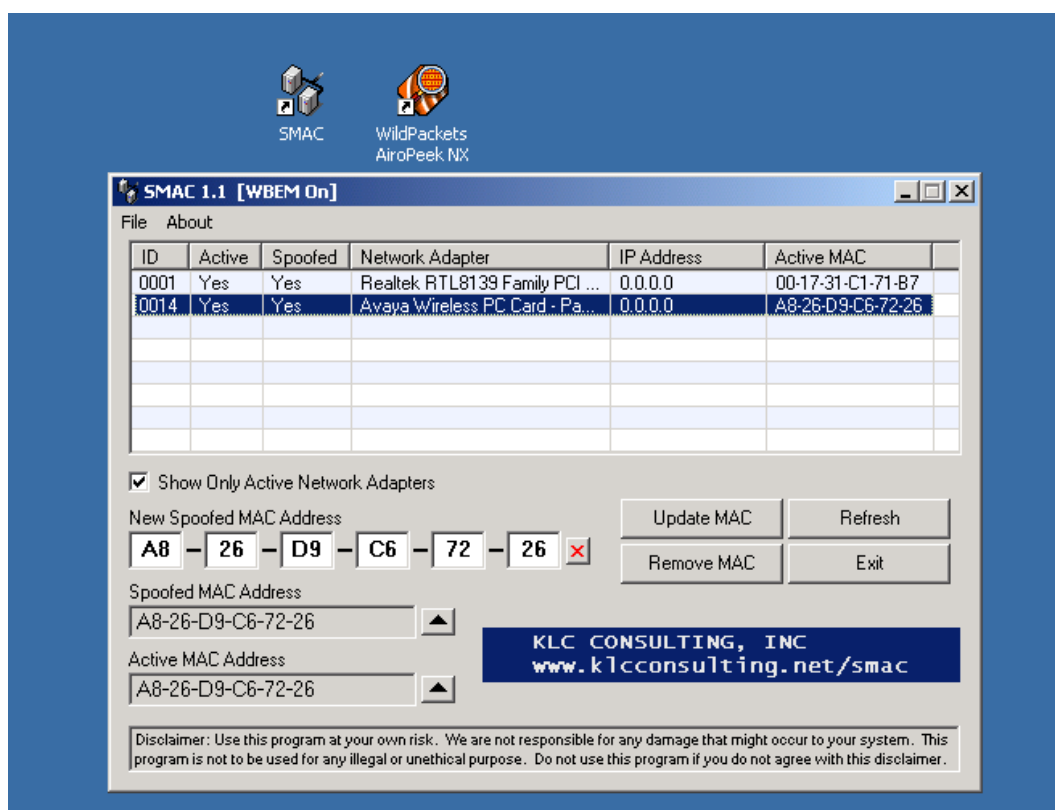 SMAC
WildPackets
AiroPeek NX
SMAC 1.1 [WBEM On]
File About
ID Active Spoofed Network Adapter IP Address Active MAC
0001 Yes Yes Realtek RTL8139 Family PCI ... 0.0.0.0 00-17-31-C1-71-B7
0014 Yes Yes Avaya Wireless PC Card - Pa... 0.0.0.0 A8-26-D9-C6-72-26
Show Only Active Network Adapters
New Spoofed MAC Address
A8 - 26 - D9 - C6 - 72 - 26
Update MAC Refresh
Remove MAC Exit
Spoofed MAC Address
A8-26-D9-C6-72-26
Active MAC Address
A8-26-D9-C6-72-26
KLC CONSULTING, INC
www.klcconsulting.net/smac
Disclaimer: Use this program at your own risk. We are not responsible for any damage that might occur to your system. This
program is not to be used for any illegal or unethical purpose. Do not use this program if you do not agree with this disclaimer.